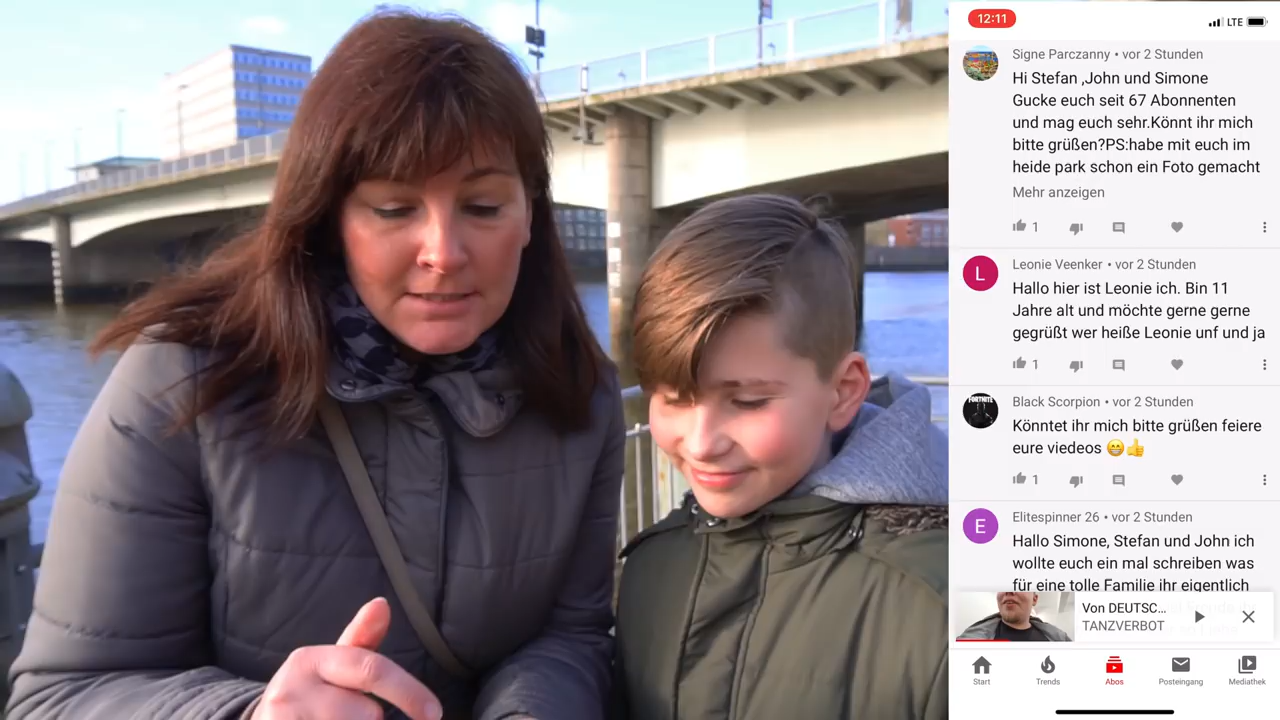 12:11
LTE
Signe Parczanny • vor 2 Stunden
Hi Stefan ,John und Simone
Gucke euch seit 67 Abonnenten
und mag euch sehr.Könnt ihr mich
bitte grüßen?PS:habe mit euch im
heide park schon ein Foto gemacht
Mehr anzeigen
1
L
Leonie Veenker • vor 2 Stunden
Hallo hier ist Leonie ich. Bin 11
Jahre alt und möchte gerne gerne
gegrüßt wer heiße Leonie unf und ja
1
FORTNITE
Black Scorpion • vor 2 Stunden
Könntet ihr mich bitte grüßen feiere
eure viedeos 😁👍
1
E
Elitespinner 26 • vor 2 Stunden
Hallo Simone, Stefan und John ich
wollte euch ein mal schreiben was
für eine tolle Familie ihr eigentlich
Von DEUTSC...
TANZVERBOT
Start
Trends
Abos
Posteingang
Mediathek